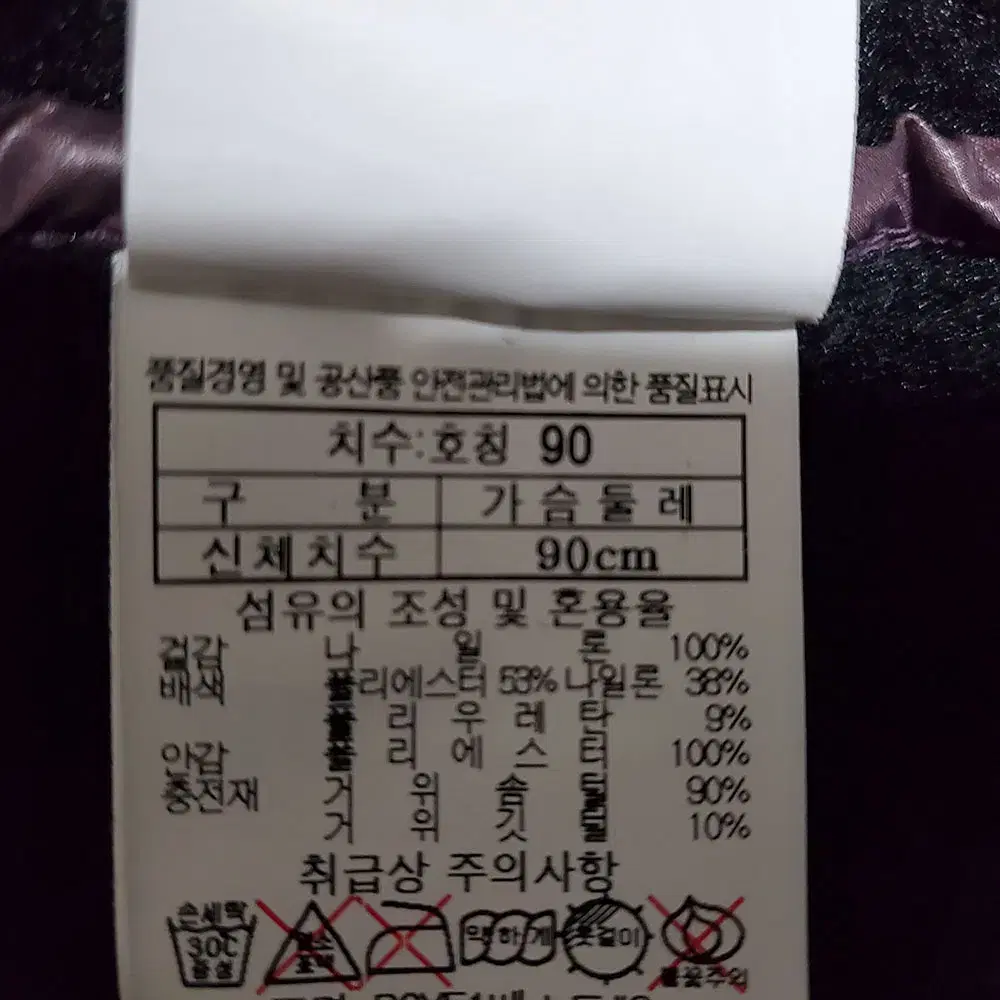 품질경영 및 공산품 안전관리법에 의한 품질표시
치수:호칭 90
구 분 가슴둘레
신체치수 90cm
섬유의 조성 및 혼용율
겉감 나 일 론 100%
배색 폴리에스터 53% 나일론 38%
폴 리 우 레 탄 9%
안감 폴 리 에 스 터 100%
충전재 거 위 솜 털 90%
거 위 깃 털 10%
취급상 주의사항
손세탁 30C 중성 염소 표백 약하게 옷걸이 불꽃주의